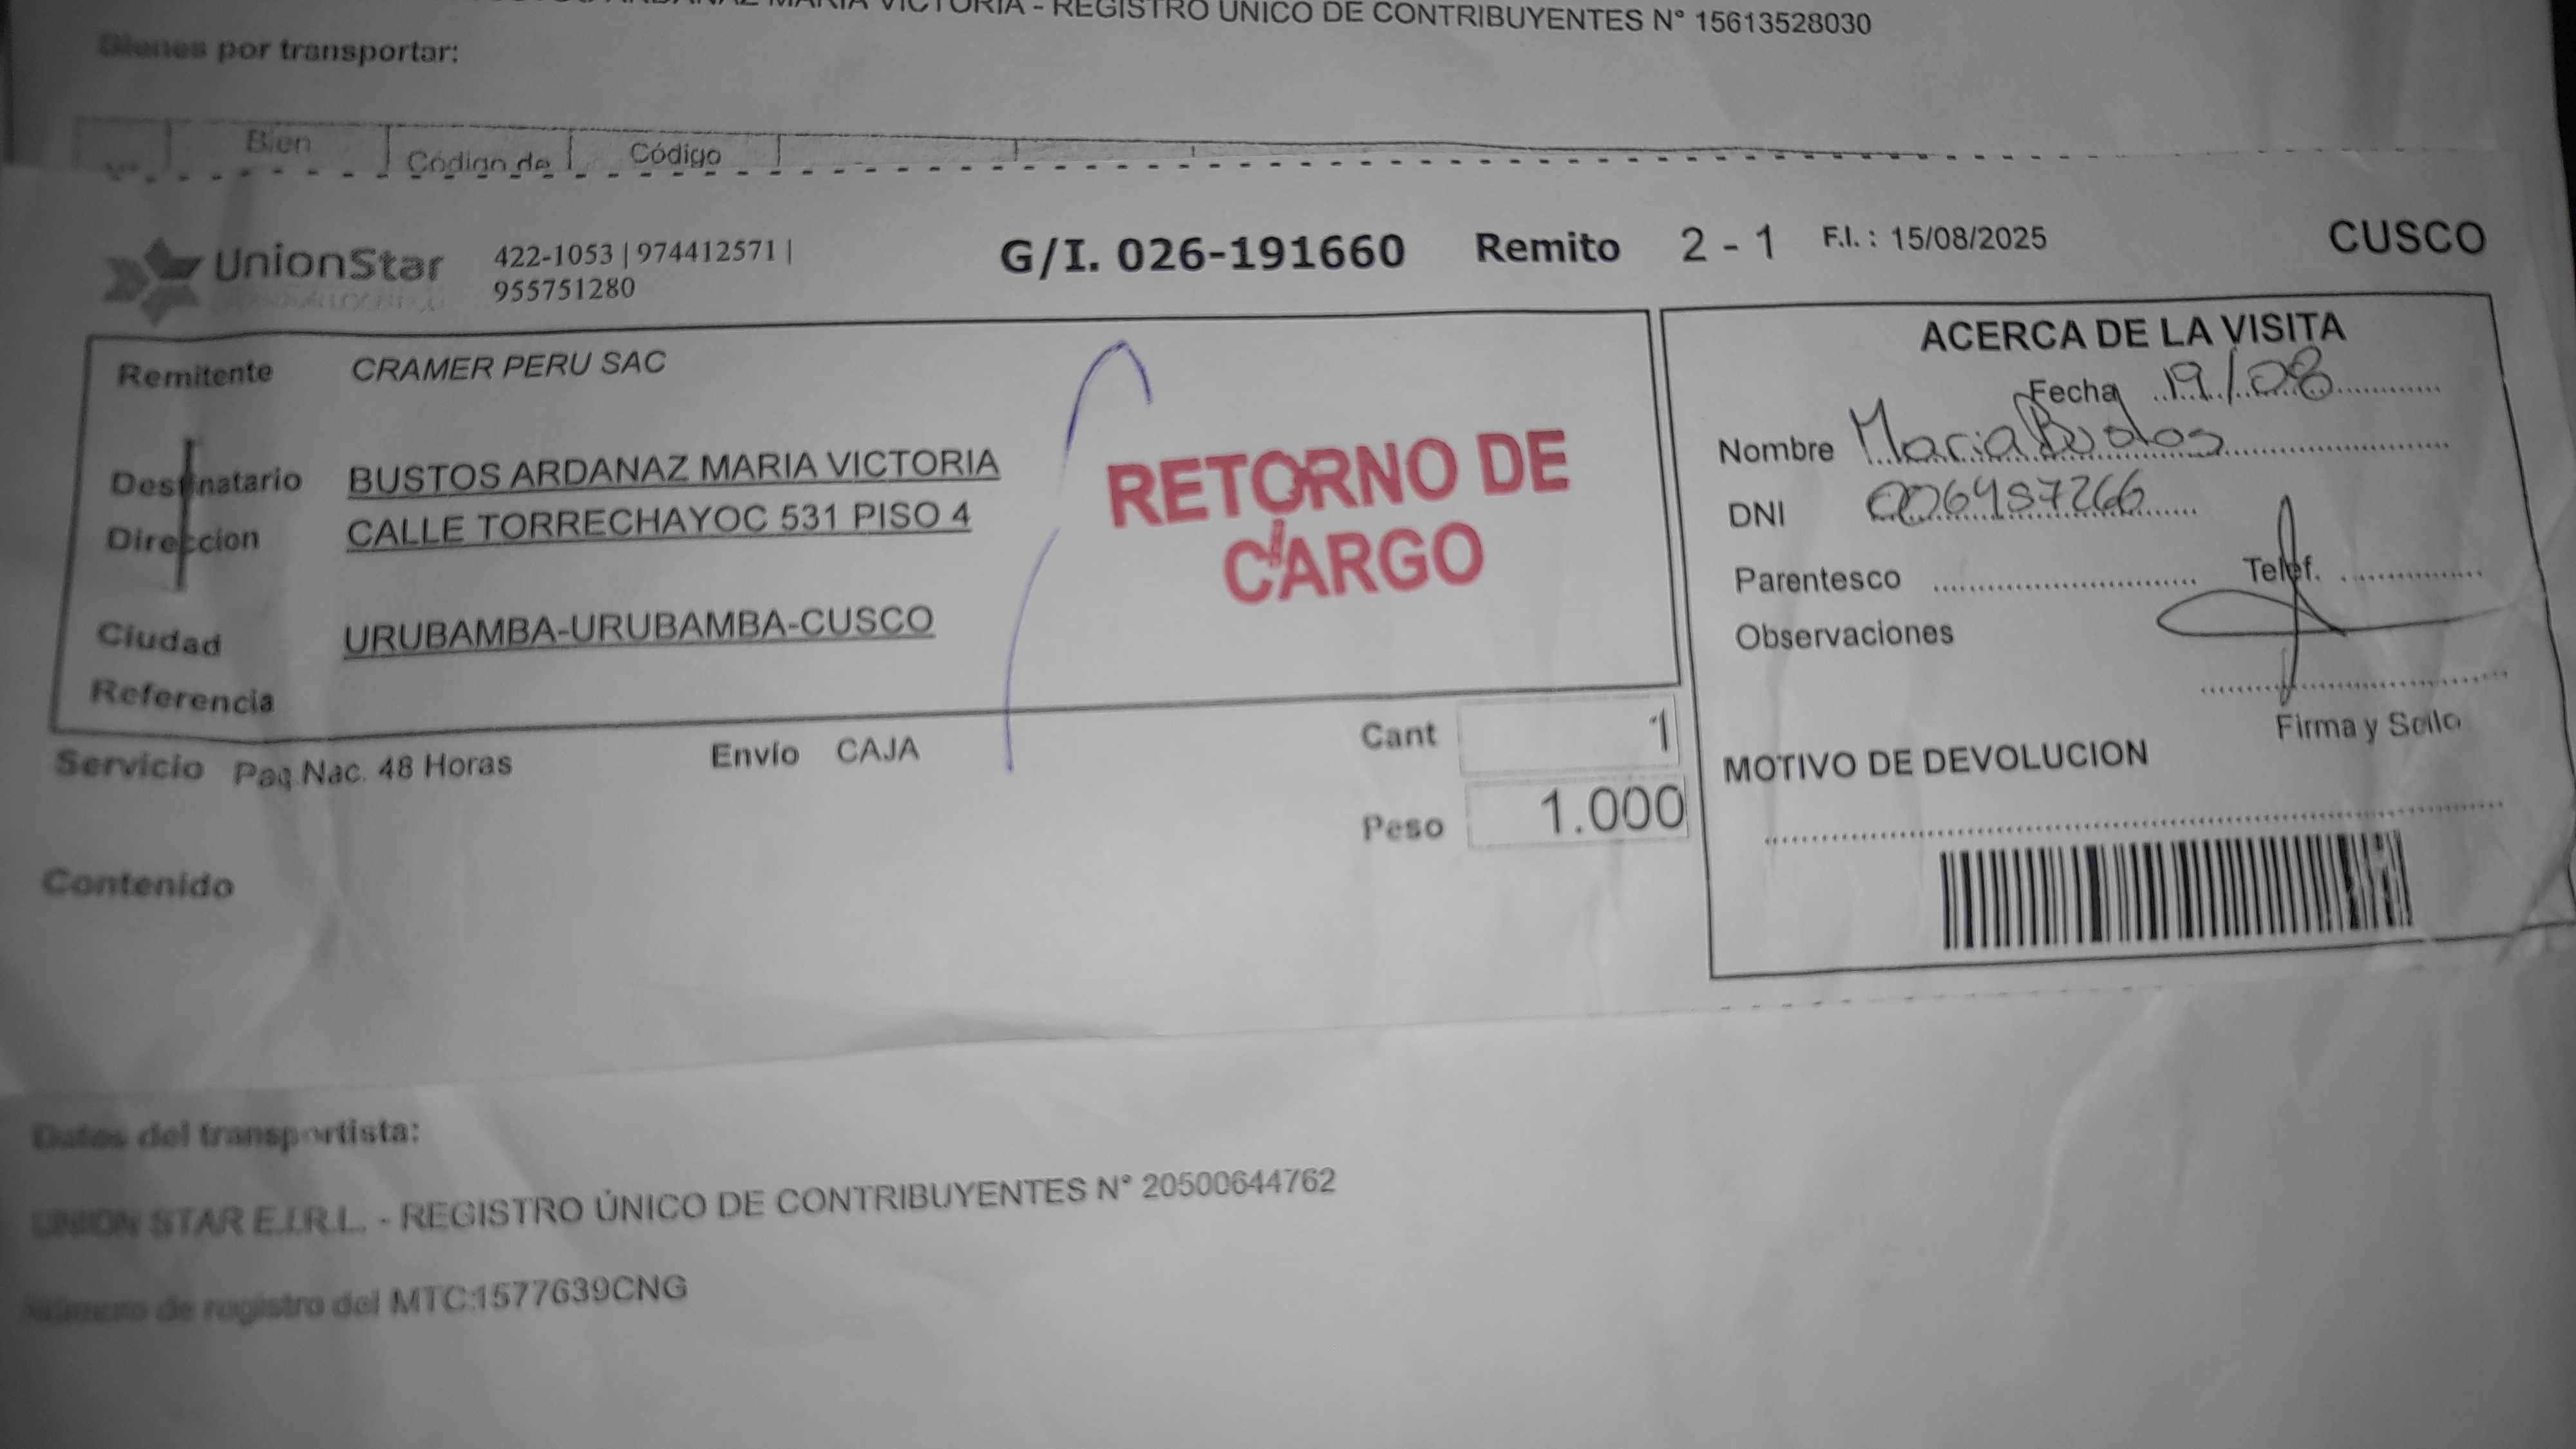 MARIA VICTORIA - REGISTRO ÚNICO DE CONTRIBUYENTES N° 15613528030
Bienes por transportar:
Bien
Código de
Código
UnionStar
422-1053 | 974412571 |
955751280
G/I. 026-191660 Remito 2 - 1 F.I. : 15/08/2025 CUSCO
Remitente CRAMER PERU SAC
Destinatario BUSTOS ARDANAZ MARIA VICTORIA
Direccion CALLE TORRECHAYOC 531 PISO 4
Ciudad URUBAMBA-URUBAMBA-CUSCO
Referencia
RETORNO DE
CARGO
Servicio Paq.Nac. 48 Horas Envío CAJA
Cant 1
Peso 1.000
Contenido
ACERCA DE LA VISITA
Fecha 19/08
Nombre Maria Bustos
DNI 006487266
Parentesco Telef.
Observaciones
Firma y Sello
MOTIVO DE DEVOLUCION
Datos del transportista:
UNION STAR E.I.R.L. - REGISTRO ÚNICO DE CONTRIBUYENTES N° 20500644762
Número de registro del MTC:1577639CNG